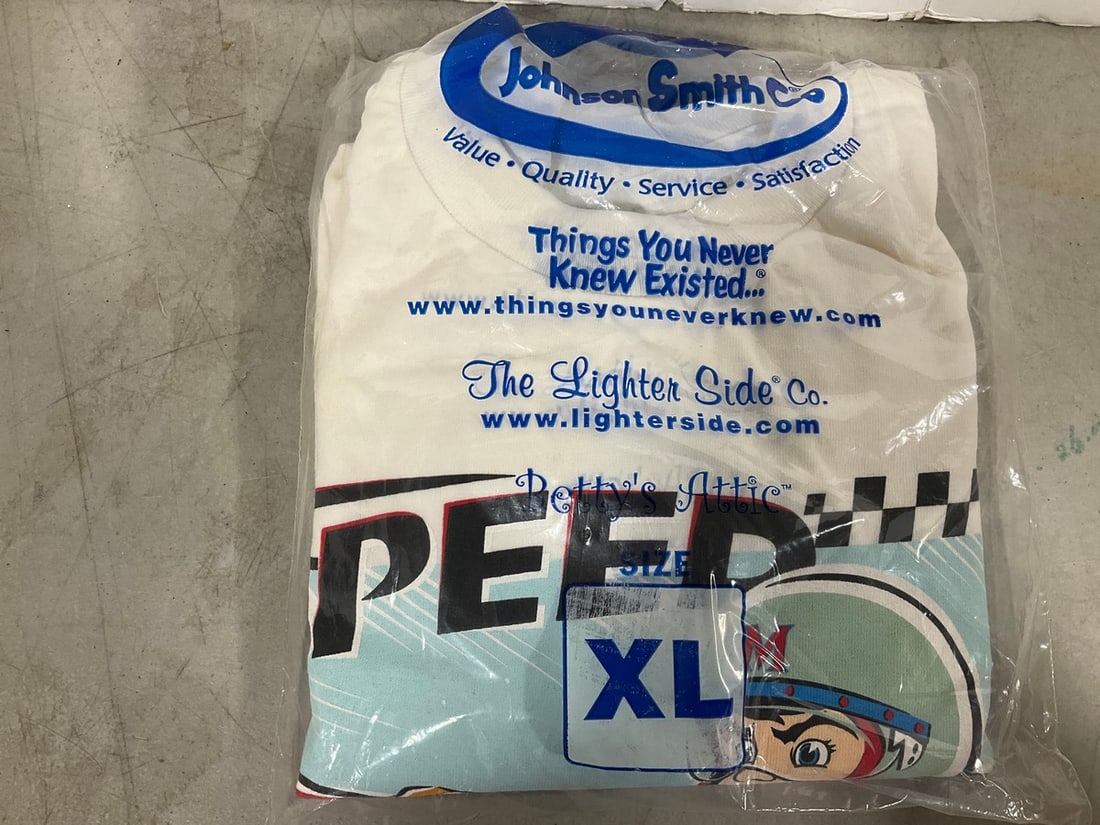 Johnson Smith Co®
Value • Quality • Service • Satisfaction
Things You Never
Knew Existed...®
www.thingsyouneverknew.com
The Lighter Side® Co.
www.lighterside.com
Betty's Attic™
PEED
SIZE
XL
M